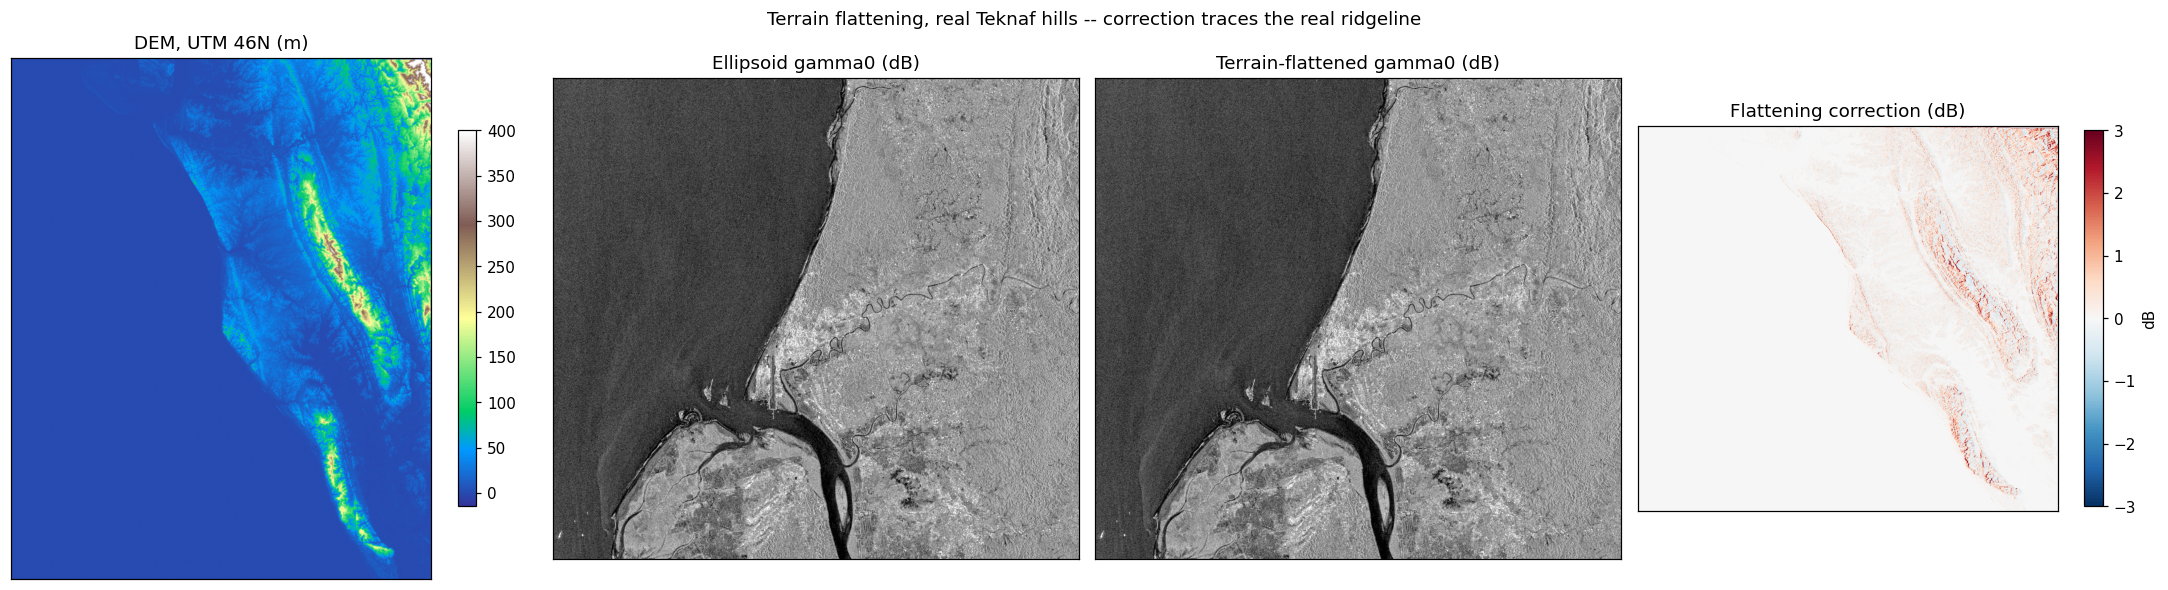 Terrain flattening, real Teknaf hills -- correction traces the real ridgeline
DEM, UTM 46N (m)
400
350
300
250
200
150
100
50
0
Ellipsoid gamma0 (dB)
Terrain-flattened gamma0 (dB)
Flattening correction (dB)
3
2
1
0
−1
−2
−3
dB